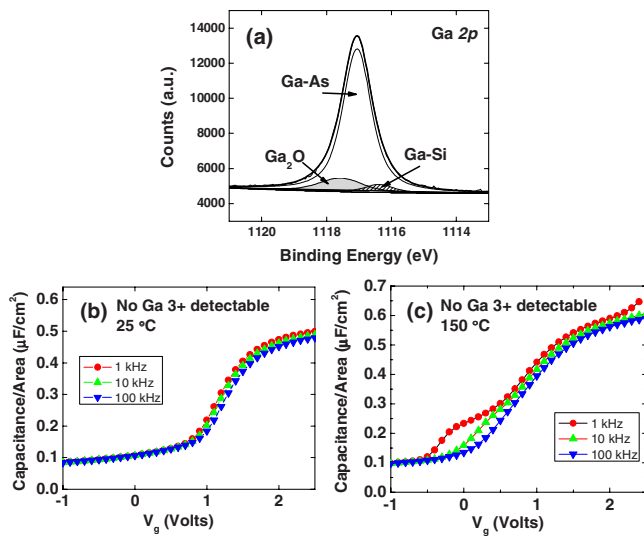 (a)
Ga 2p
Ga-As
Ga₂O
Ga-Si
14000
12000
10000
8000
6000
4000
Counts (a.u.)
1120 1118 1116 1114
Binding Energy (eV)
(b) No Ga 3+ detectable
25 ºC
1 kHz
10 kHz
100 kHz
0.6
0.5
0.4
0.3
0.2
0.1
0.0
Capacitance/Area (μF/cm²)
-1 0 1 2
Vg (Volts)
(c) No Ga 3+ detectable
150 ºC
1 kHz
10 kHz
100 kHz
0.7
0.6
0.5
0.4
0.3
0.2
0.1
0.0
Capacitance/Area (μF/cm²)
-1 0 1 2
Vg (Volts)